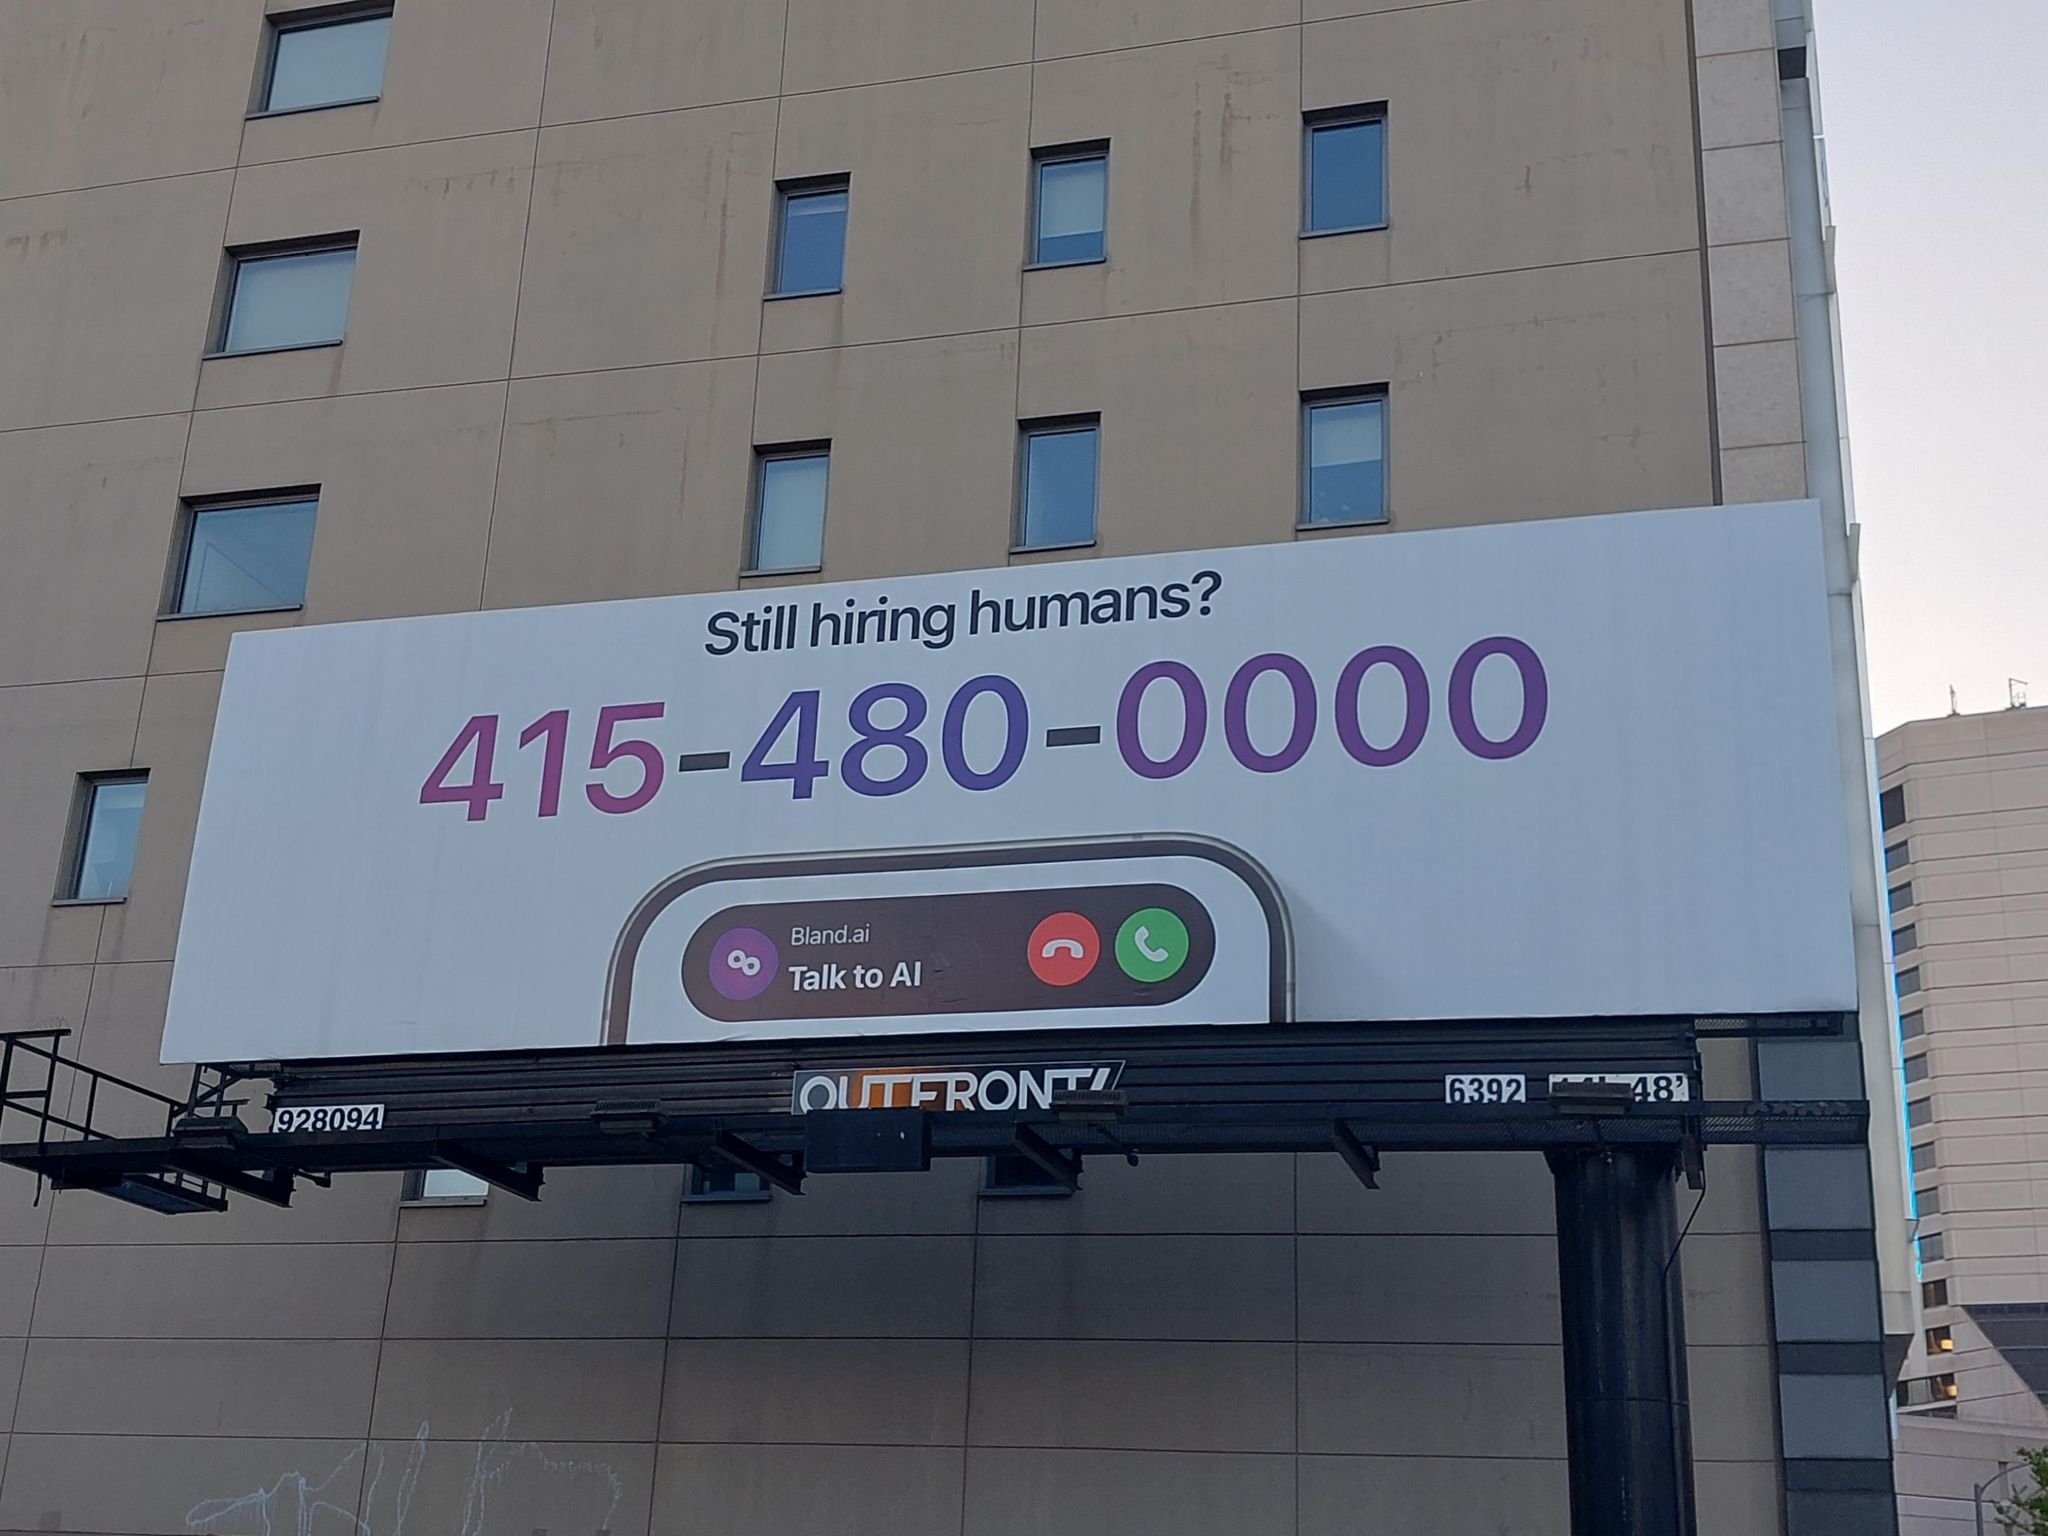 Still hiring humans?
415-480-0000
Bland.ai
Talk to AI
OUTFRONT/
928094
6392
48'